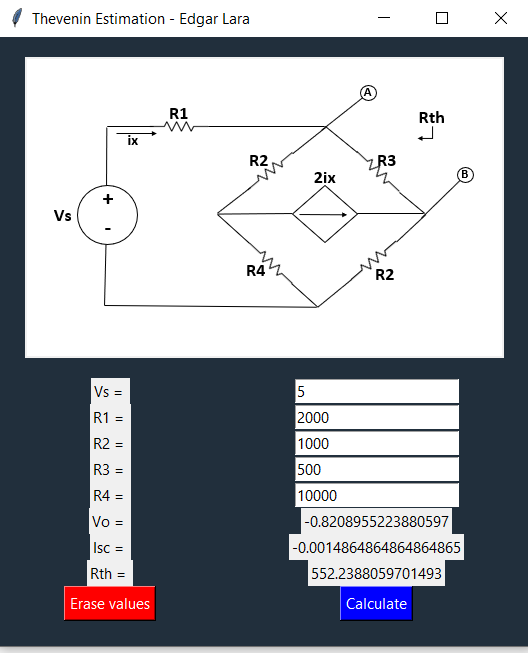 Thevenin Estimation - Edgar Lara
A
R1
Rth
ix
R2
R3
2ix
B
+
Vs
-
R4
R2
Vs = 5
R1 = 2000
R2 = 1000
R3 = 500
R4 = 10000
Vo = -0.8208955223880597
Isc = -0.0014864864864864865
Rth = 552.2388059701493
Erase values Calculate